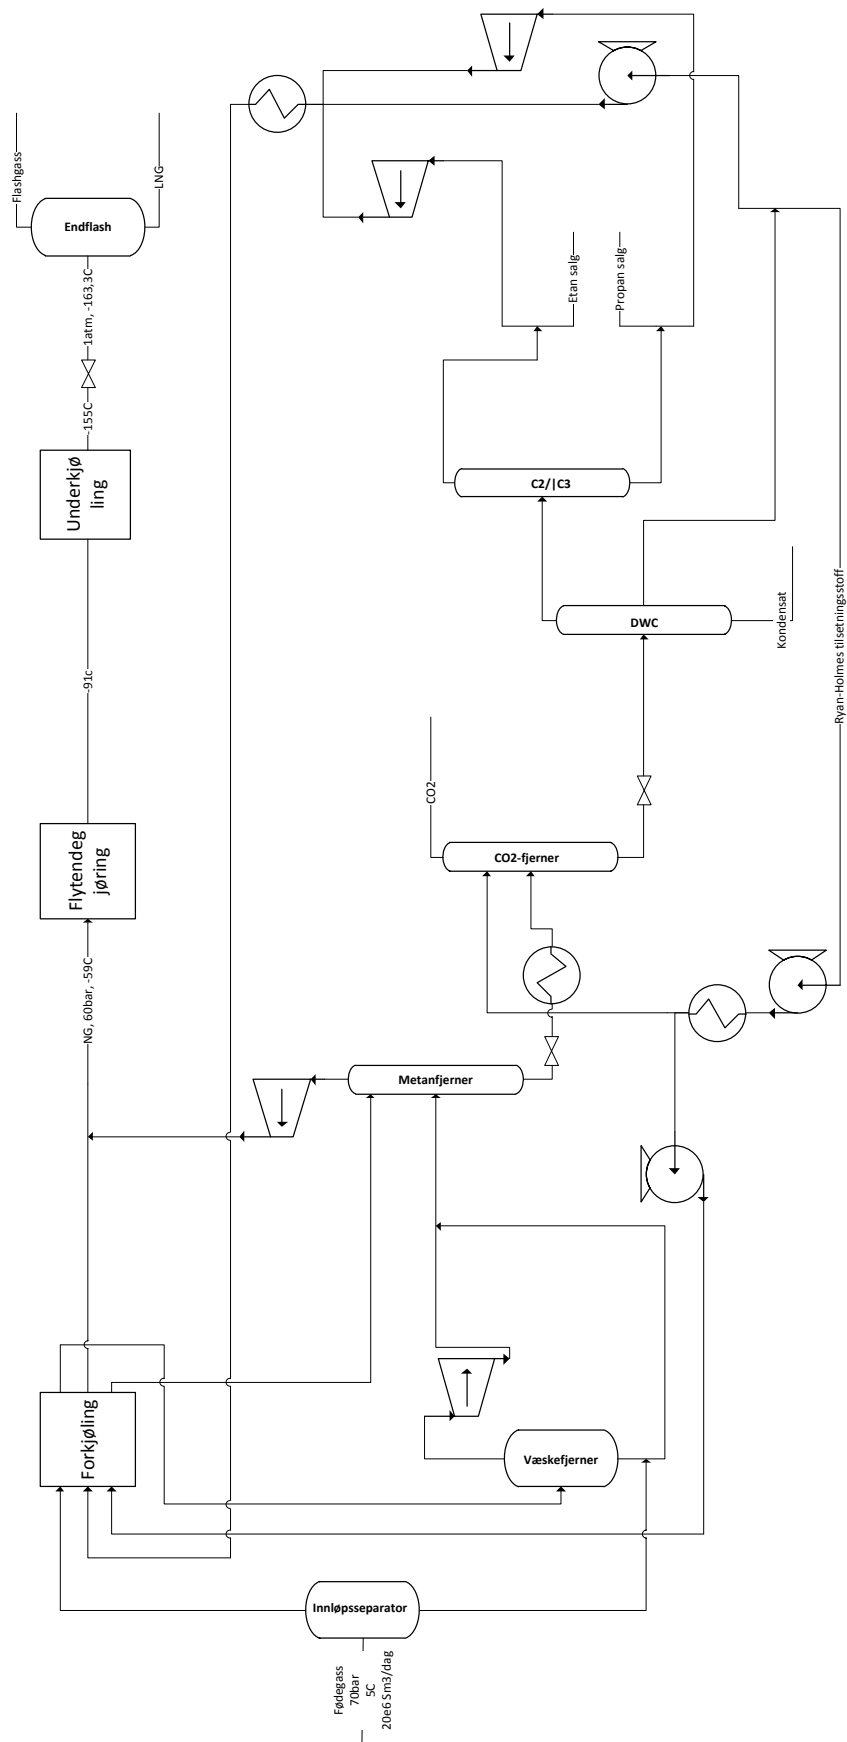 Flashgass
LNG
Endflash
1atm, -163,3C
-155C
Underkjø
ling
-91c
Flytendeg
jøring
NG, 60bar, -59C
Forkjøling
Etan salg
Propan salg
C2/|C3
DWC
Kondensat
Ryan-Holmes tilsetningsstoff
CO2
CO2-fjerner
Metanfjerner
Væskefjerner
Innløpsseparator
Fødegass
70bar
5C
20e6 Sm3/dag